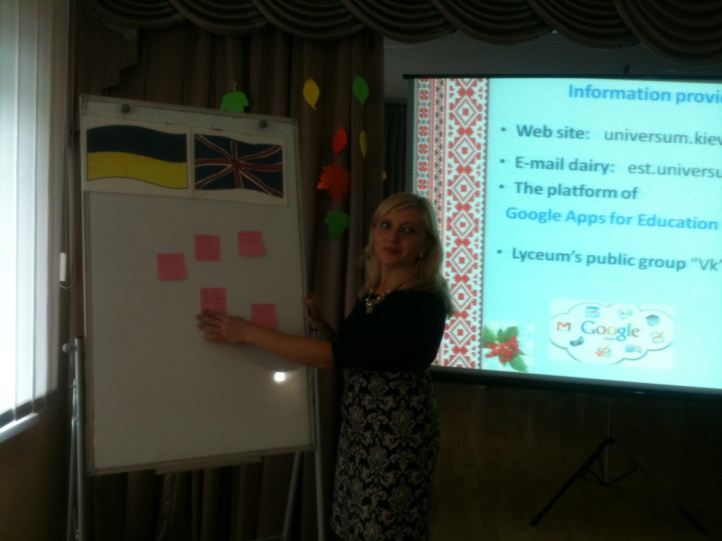 Information provi
• Web site: universum.kiev
• E-mail dairy: est.universu
• The platform of
Google Apps for Education
• Lyceum's public group "Vk"
Google